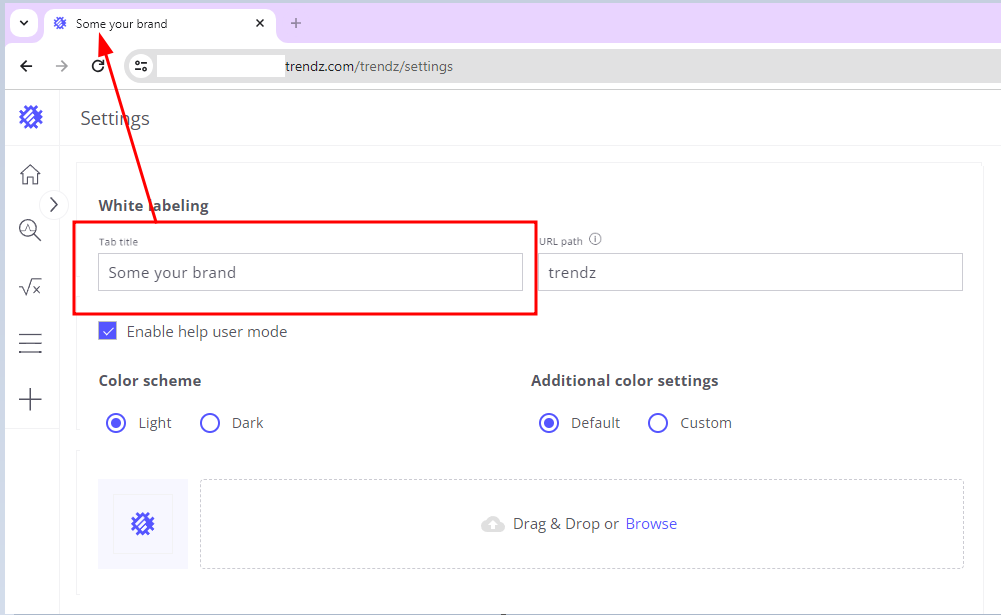 Some your brand
trendz.com/trendz/settings
Settings
White labeling
Tab title
URL path
Some your brand
trendz
Enable help user mode
Color scheme
Additional color settings
Light Dark
Default Custom
Drag & Drop or Browse